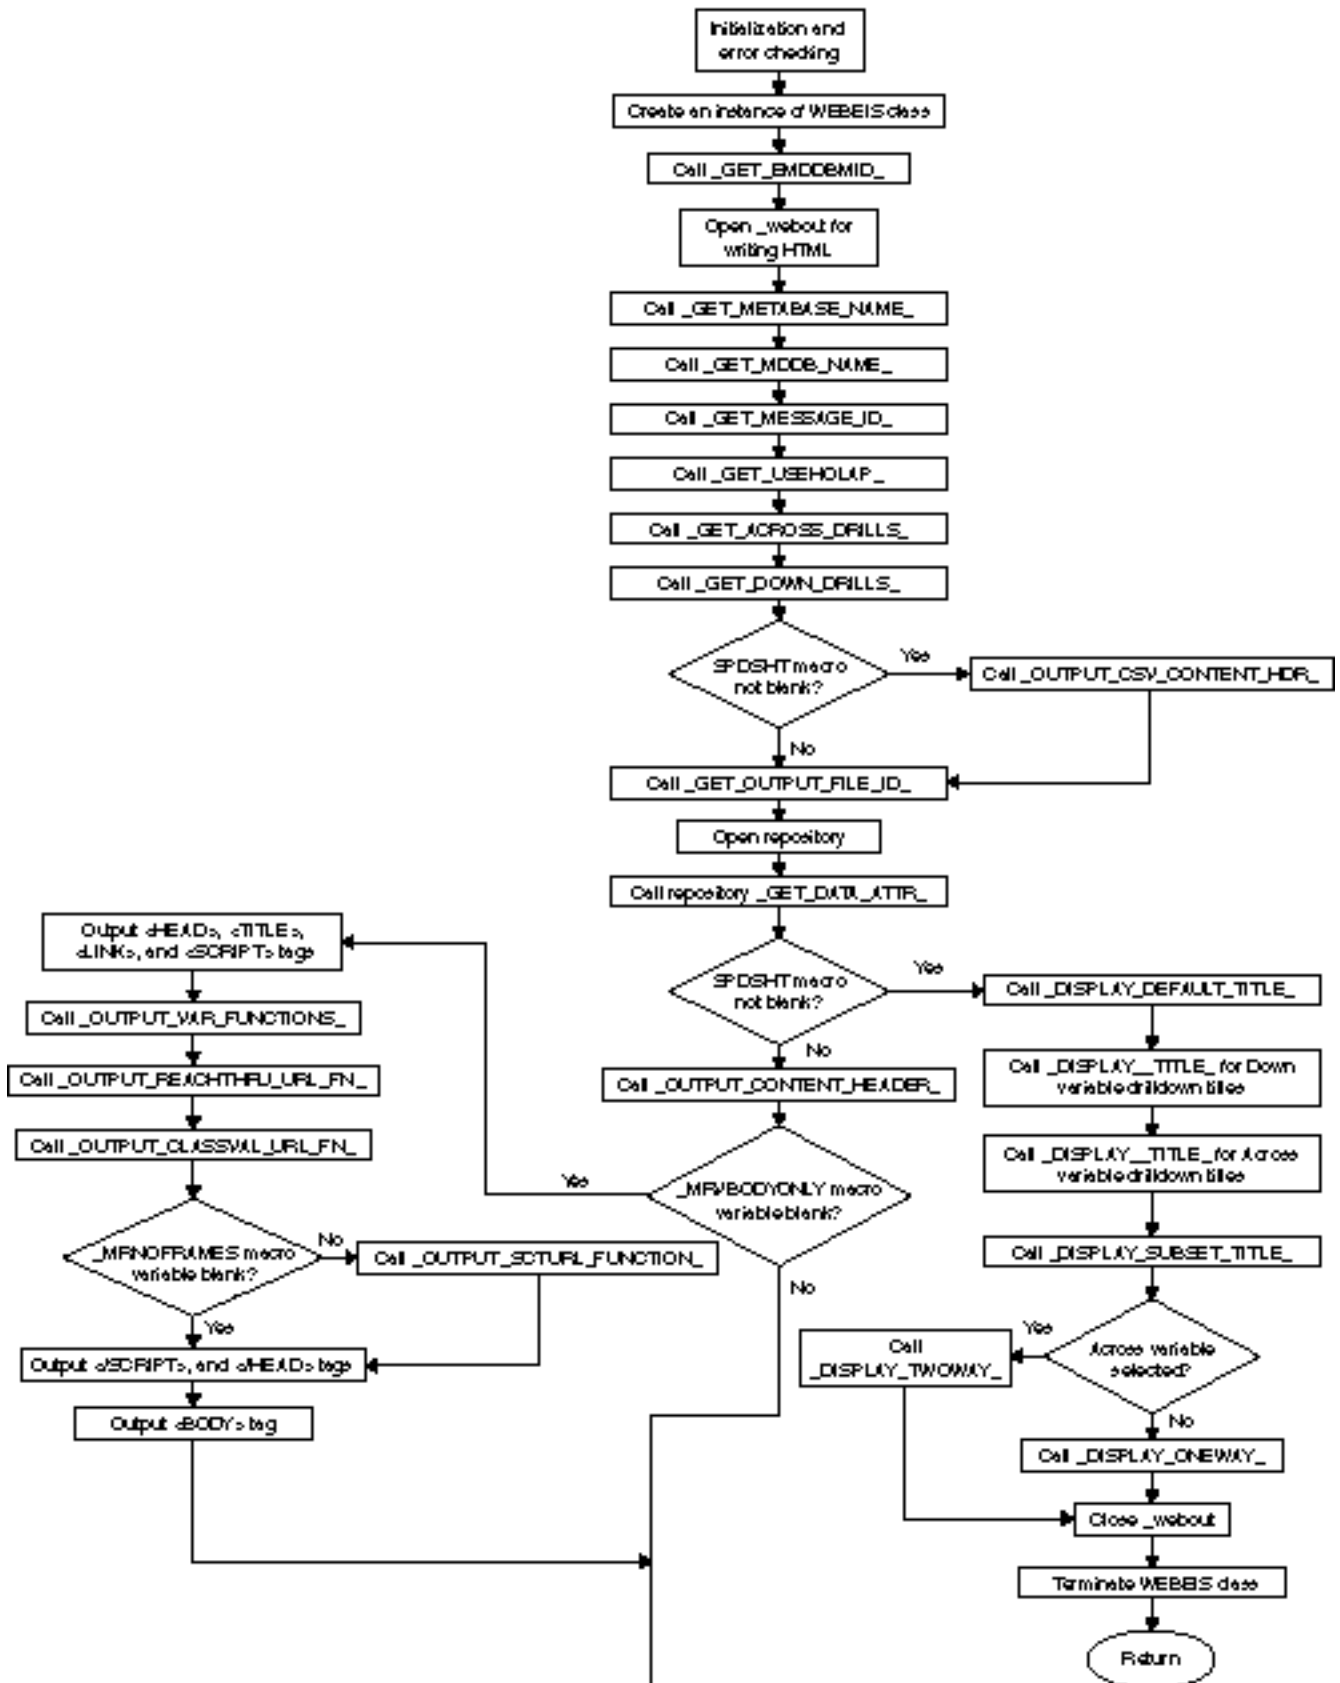 Initialization and
error checking
Create an instance of WEBEIS class
Call _GET_EMDDBMID_
Open _webout for
writing HTML
Call _GET_METABASE_NAME_
Call _GET_MDDB_NAME_
Call _GET_MESSAGE_ID_
Call _GET_USEHOLAP_
Call _GET_ACROSS_DRILLS_
Call _GET_DOWN_DRILLS_
SPDSHT macro
not blank?
Yes
Call _OUTPUT_CSV_CONTENT_HDR_
No
Call _GET_OUTPUT_FILE_ID_
Open repository
Call repository _GET_DATA_ATTR_
SPDSHT macro
not blank?
Yes
No
Call _OUTPUT_CONTENT_HEADER_
_MRVBODYONLY macro
variable blank?
Yes
No
Output <HEAD>, <TITLE>,
<LINK>, and <SCRIPT> tags
Call _OUTPUT_VAR_FUNCTIONS_
Call _OUTPUT_REACHTHRU_URL_FN_
Call _OUTPUT_CLASSVAL_URL_FN_
_MRNOFRAMES macro
variable blank?
No
Call _OUTPUT_SCTURL_FUNCTION_
Yes
Output </SCRIPT>, and </HEAD> tags
Output <BODY> tag
Call _DISPLAY_DEFAULT_TITLE_
Call _DISPLAY__TITLE_ for Down
variable drilldown titles
Call _DISPLAY__TITLE_ for Across
variable drilldown titles
Call _DISPLAY_SUBSET_TITLE_
Across variable
selected?
Yes
Call
_DISPLAY_TWOWAY_
No
Call _DISPLAY_ONEWAY_
Close _webout
Terminate WEBEIS class
Return